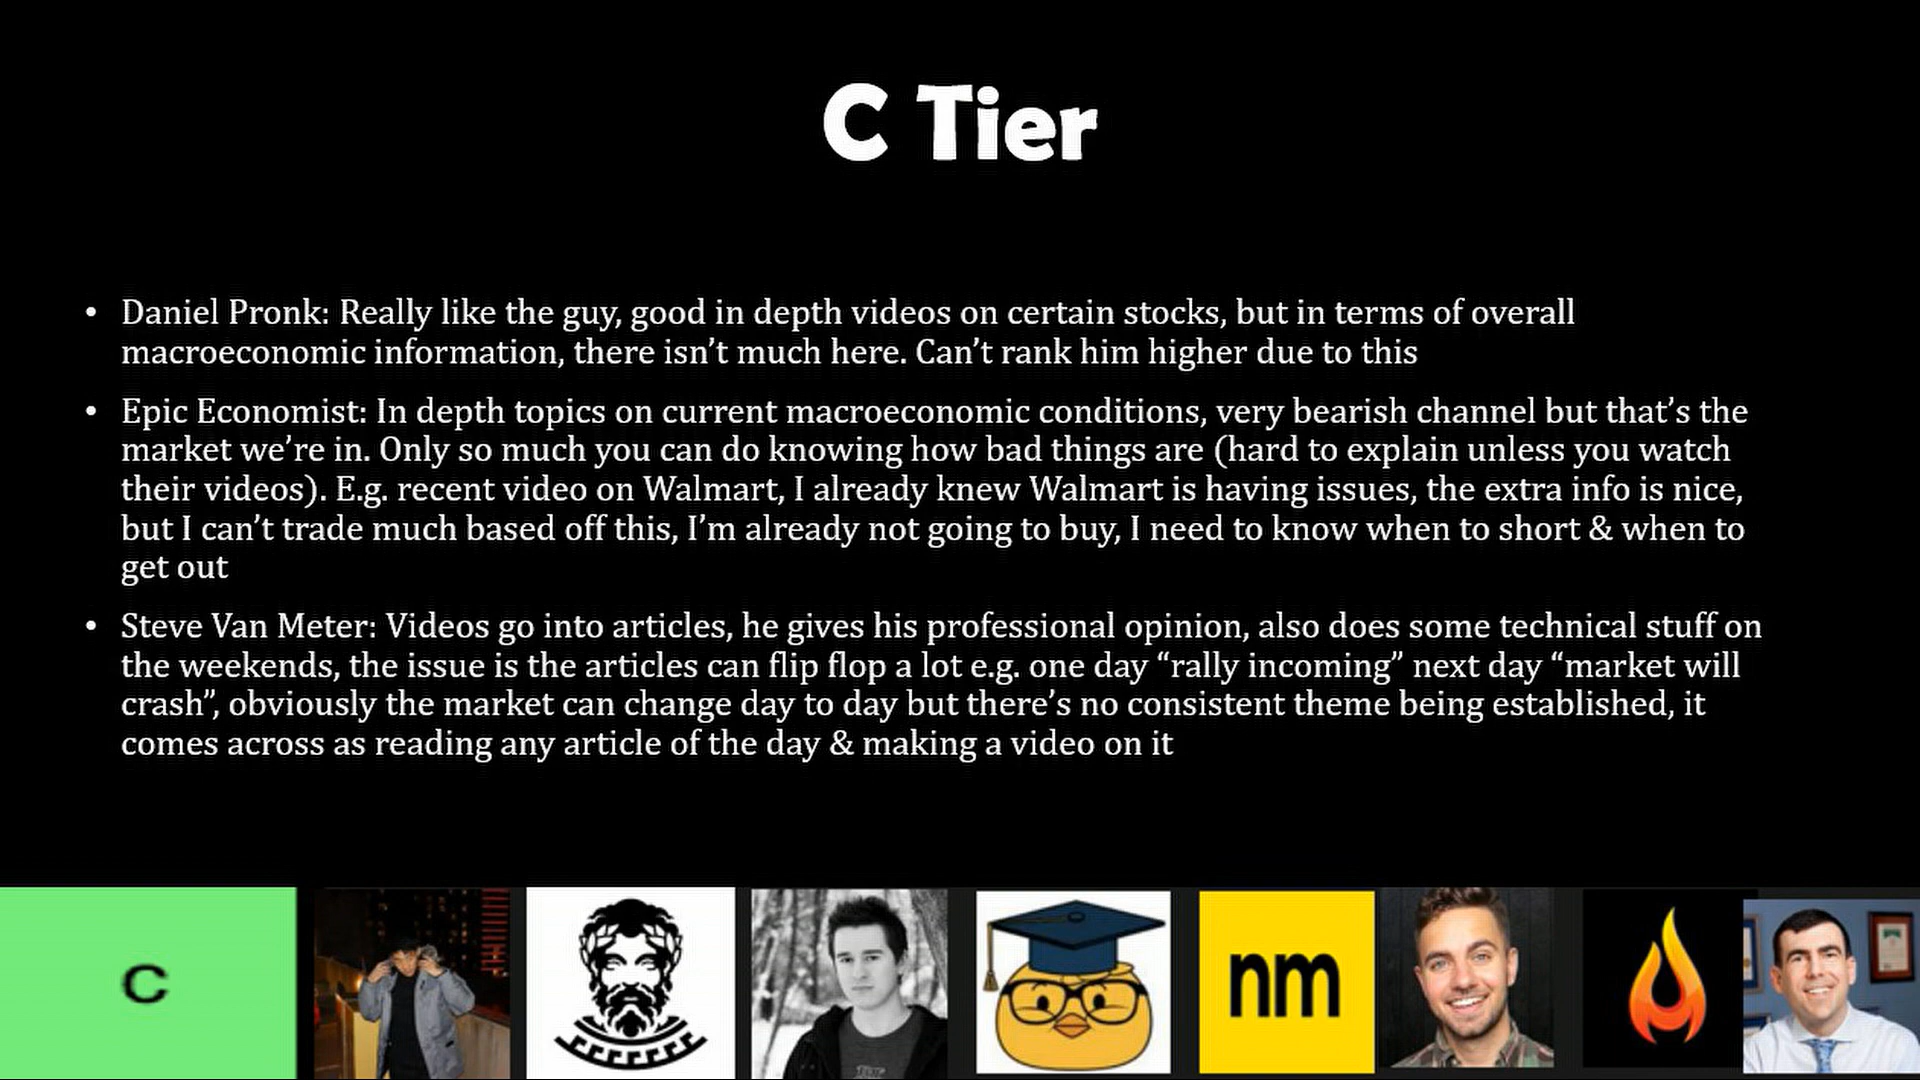 C Tier
• Daniel Pronk: Really like the guy, good in depth videos on certain stocks, but in terms of overall
macroeconomic information, there isn’t much here. Can’t rank him higher due to this
• Epic Economist: In depth topics on current macroeconomic conditions, very bearish channel but that’s the
market we’re in. Only so much you can do knowing how bad things are (hard to explain unless you watch
their videos). E.g. recent video on Walmart, I already knew Walmart is having issues, the extra info is nice,
but I can’t trade much based off this, I’m already not going to buy, I need to know when to short & when to
get out
• Steve Van Meter: Videos go into articles, he gives his professional opinion, also does some technical stuff on
the weekends, the issue is the articles can flip flop a lot e.g. one day “rally incoming” next day “market will
crash”, obviously the market can change day to day but there’s no consistent theme being established, it
comes across as reading any article of the day & making a video on it
C
nm